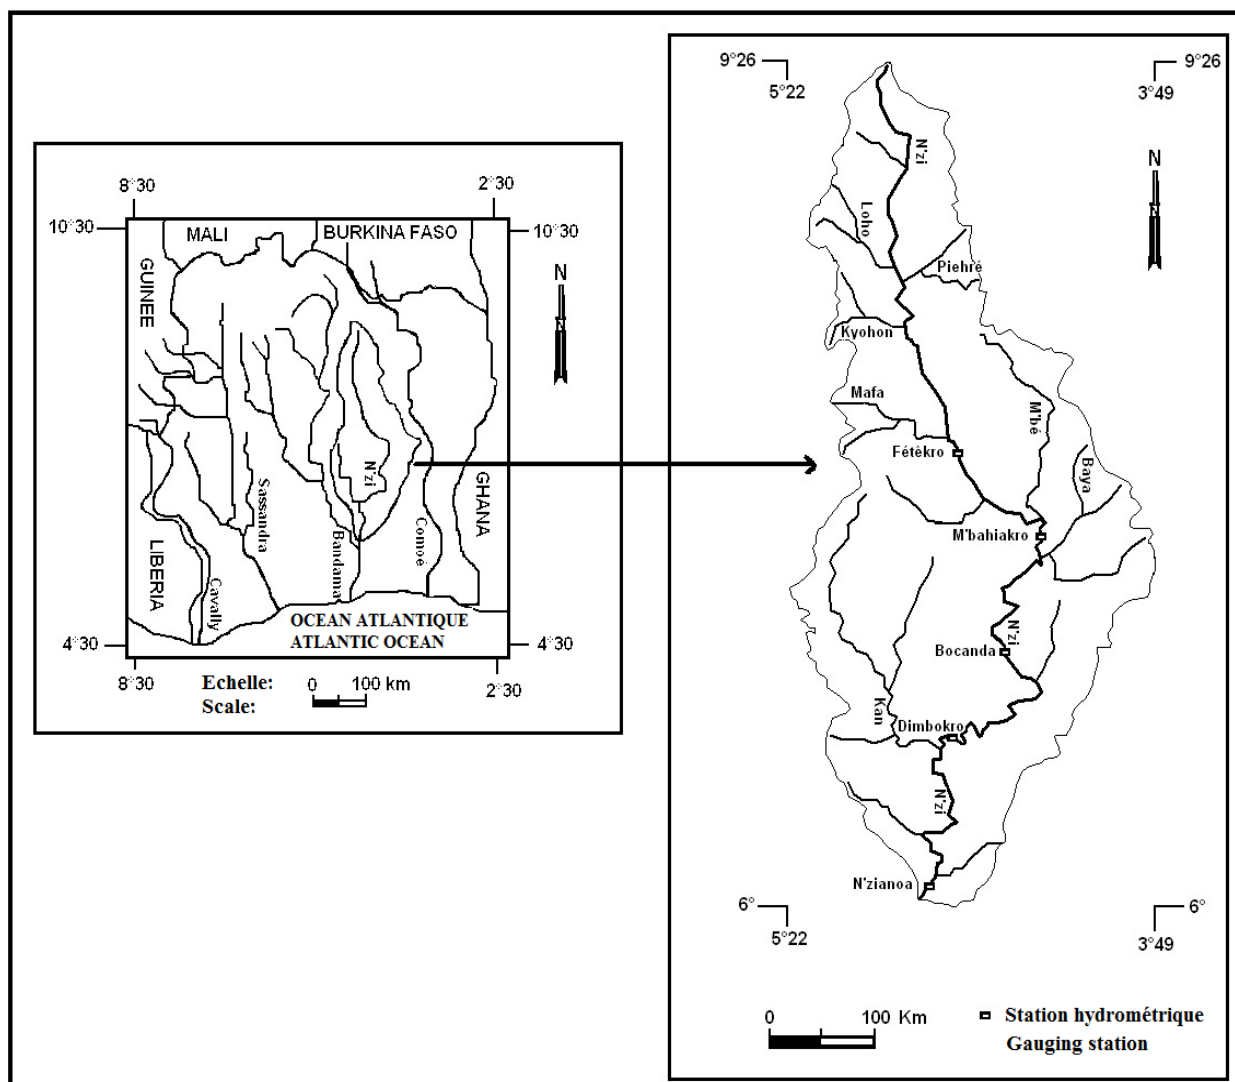 8°30
2°30
10°30
10°30
MALI
BURKINA FASO
GUINEE
N
N
N'zi
GHANA
Sassandra
Bandama
Comoé
LIBERIA
Cavally
OCEAN ATLANTIQUE
ATLANTIC OCEAN
4°30
4°30
8°30
2°30
Echelle:
Scale:
0
100 km
9°26
9°26
5°22
3°49
N
N
N'zi
Loho
Piehré
Kyohon
Mafa
M'bé
Fétêkro
Baya
M'bahiakro
N'zi
Bocanda
Kan
Dimbokro
N'zi
N'zianoa
6°
6°
5°22
3°49
0
100 Km
Station hydrométrique
Gauging station